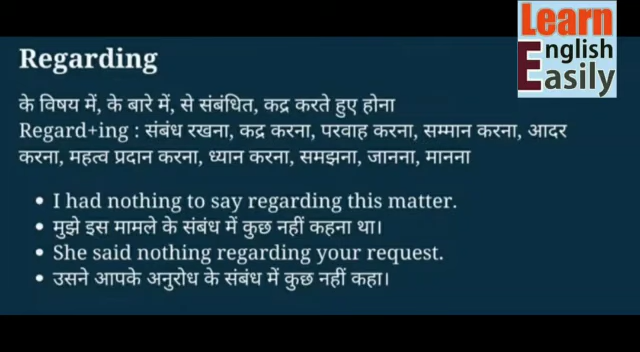 Learn
English
Easily
Regarding
के विषय में, के बारे में, से संबंधित, कद्र करते हुए होना
Regard+ing : संबंध रखना, कद्र करना, परवाह करना, सम्मान करना, आदर
करना, महत्व प्रदान करना, ध्यान करना, समझना, जानना, मानना
• I had nothing to say regarding this matter.
• मुझे इस मामले के संबंध में कुछ नहीं कहना था।
• She said nothing regarding your request.
• उसने आपके अनुरोध के संबंध में कुछ नहीं कहा।